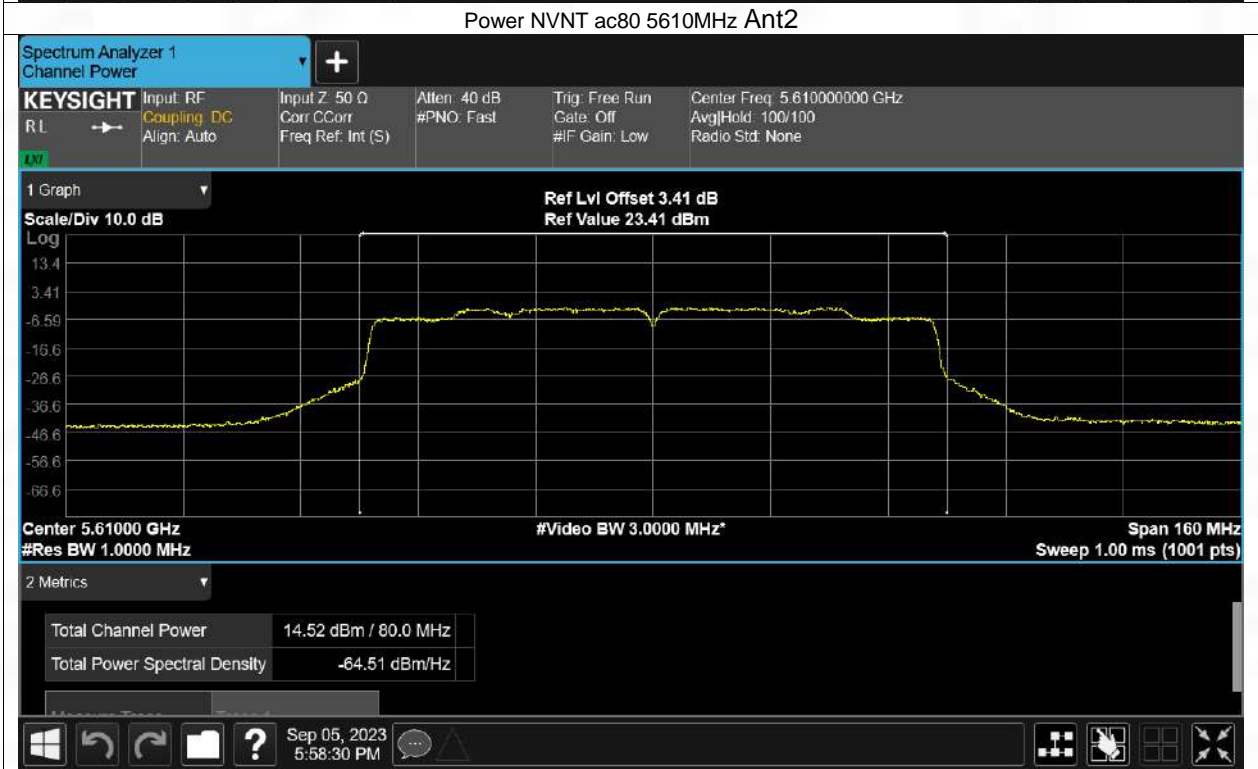 Power NVNT ac80 5610MHz Ant2
Spectrum Analyzer 1
Channel Power
KEYSIGHT
R L
LXI
Input: RF
Coupling: DC
Align: Auto
Input Z: 50 Ω
Corr CCorr
Freq Ref: Int (S)
Atten: 40 dB
#PNO: Fast
Trig: Free Run
Gate: Off
#IF Gain: Low
Center Freq: 5.610000000 GHz
Avg|Hold: 100/100
Radio Std: None
1 Graph
Scale/Div 10.0 dB
Ref Lvl Offset 3.41 dB
Ref Value 23.41 dBm
Log
13.4
3.41
-6.59
-16.6
-26.6
-36.6
-46.6
-56.6
-66.6
Center 5.61000 GHz
#Video BW 3.0000 MHz*
Span 160 MHz
#Res BW 1.0000 MHz
Sweep 1.00 ms (1001 pts)
2 Metrics
Total Channel Power 14.52 dBm / 80.0 MHz
Total Power Spectral Density -64.51 dBm/Hz
?
Sep 05, 2023
5:58:30 PM